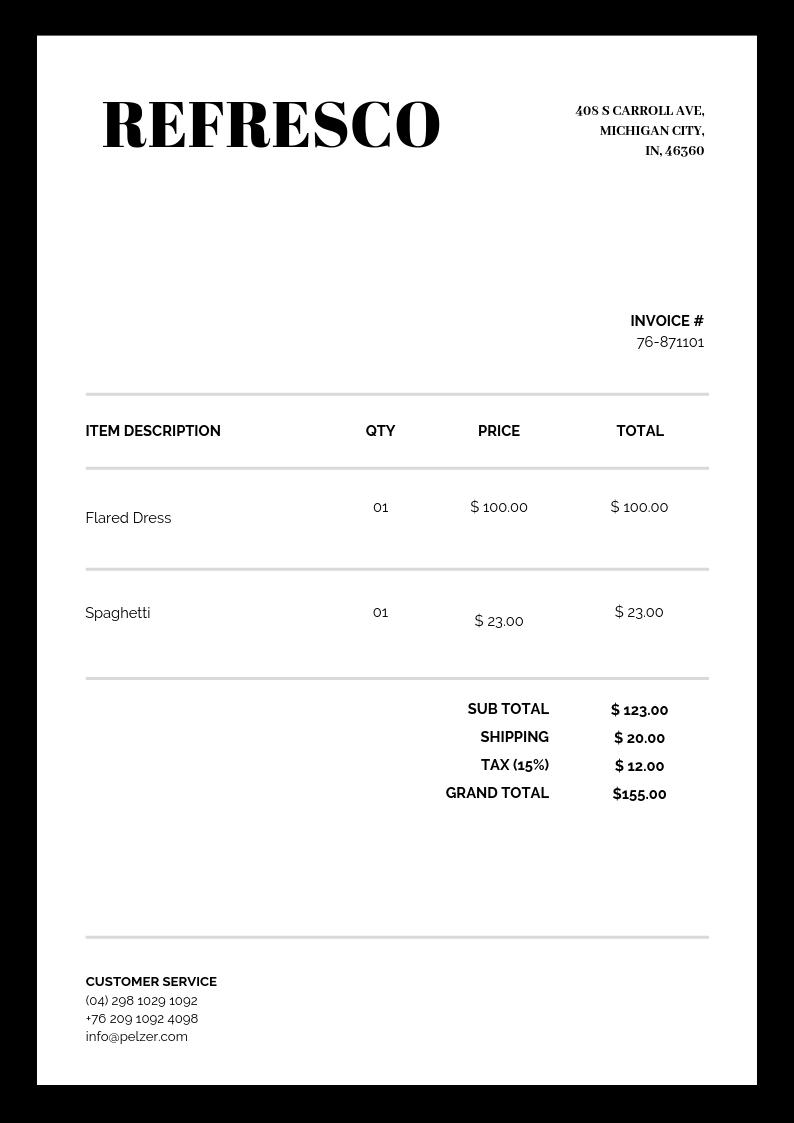 REFRESCO
408 S CARROLL AVE,
MICHIGAN CITY,
IN, 46360
INVOICE #
76-871101
ITEM DESCRIPTION QTY PRICE TOTAL
Flared Dress 01 $ 100.00 $ 100.00
Spaghetti 01 $ 23.00 $ 23.00
SUB TOTAL $ 123.00
SHIPPING $ 20.00
TAX (15%) $ 12.00
GRAND TOTAL $155.00
CUSTOMER SERVICE
(04) 298 1029 1092
+76 209 1092 4098
info@pelzer.com